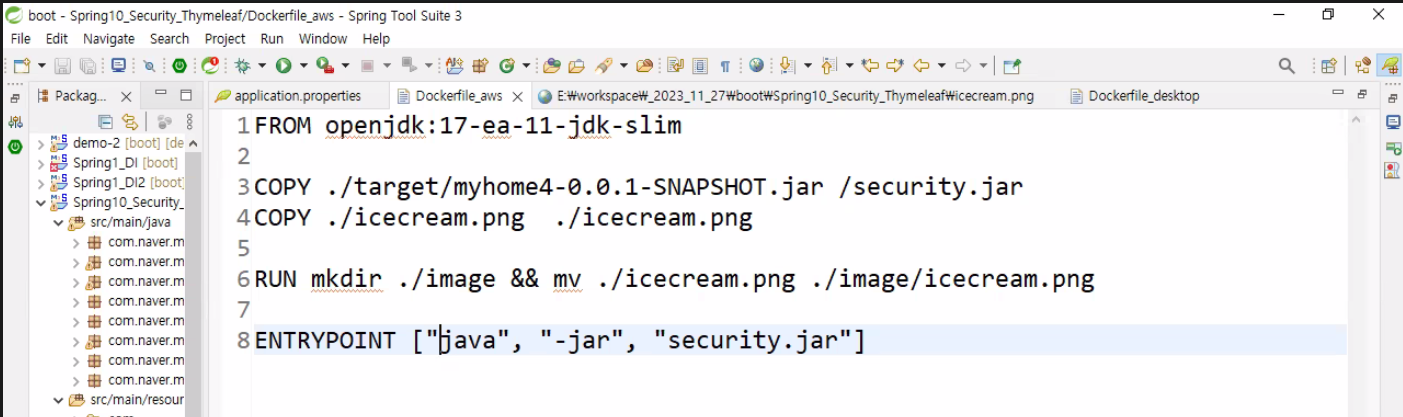 boot - Spring10_Security_Thymeleaf/Dockerfile_aws - Spring Tool Suite 3
File Edit Navigate Search Project Run Window Help
Packag...
application.properties
Dockerfile_aws
E:₩workspace₩_2023_11_27₩boot₩Spring10_Security_Thymeleaf₩icecream.png
Dockerfile_desktop
demo-2 [boot] [de
Spring1_DI [boot]
Spring1_DI2 [boot]
Spring10_Security_
src/main/java
com.naver.m
com.naver.m
com.naver.m
com.naver.m
com.naver.m
com.naver.m
com.naver.m
com.naver.m
src/main/resour
1 FROM openjdk:17-ea-11-jdk-slim
2
3 COPY ./target/myhome4-0.0.1-SNAPSHOT.jar /security.jar
4 COPY ./icecream.png  ./icecream.png
5
6 RUN mkdir ./image && mv ./icecream.png ./image/icecream.png
7
8 ENTRYPOINT ["java", "-jar", "security.jar"]